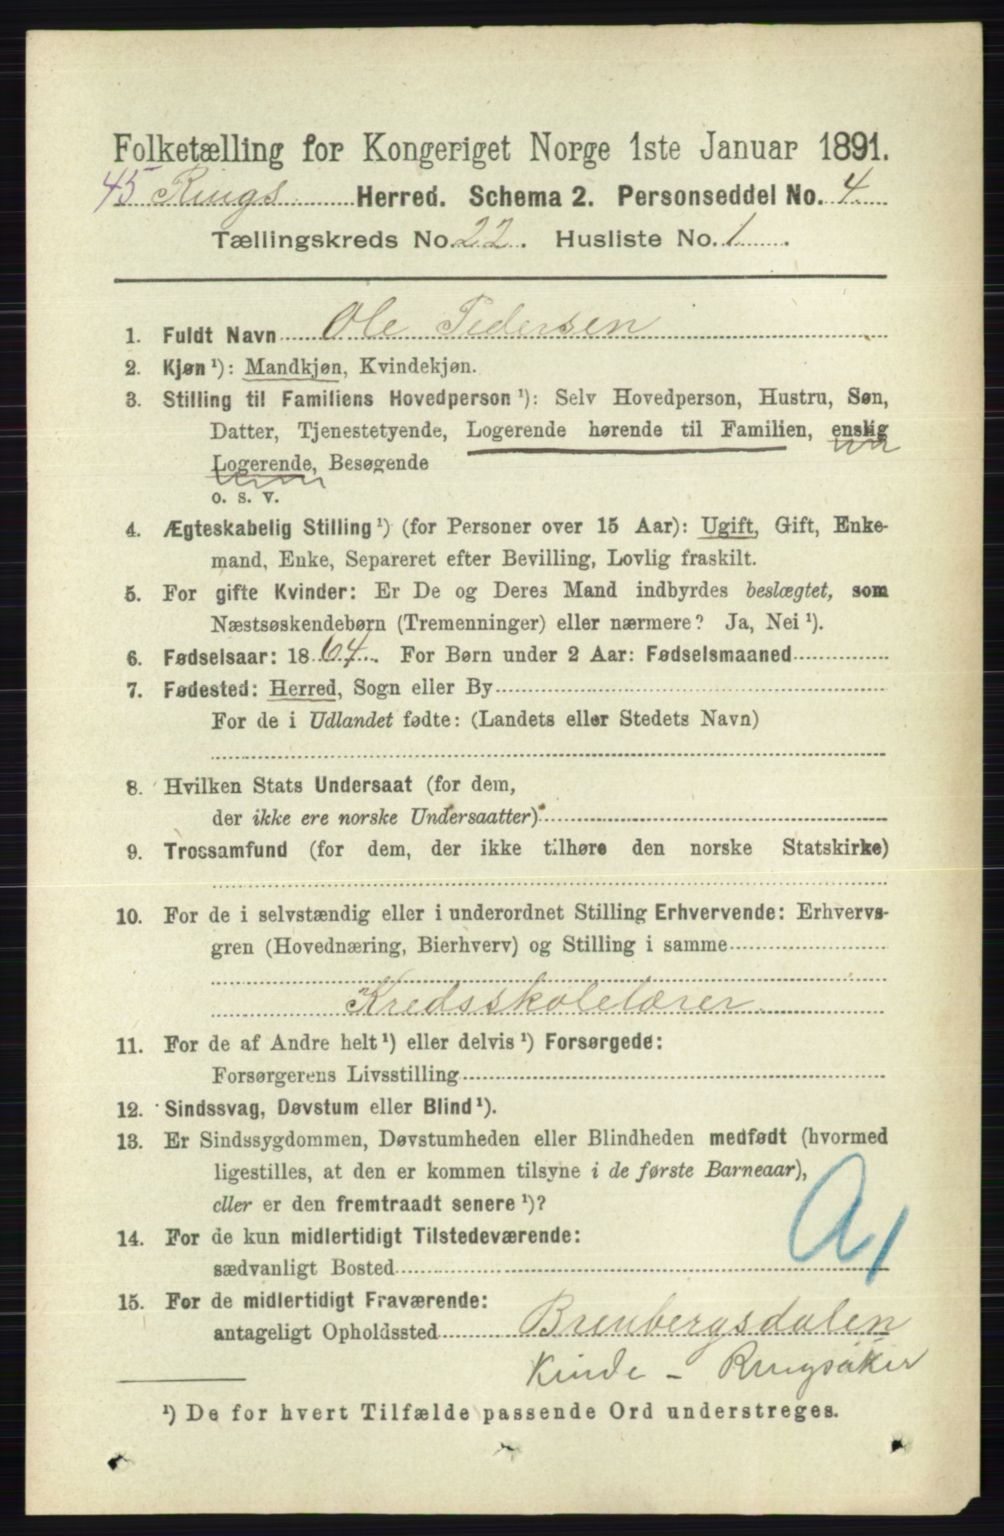 Folketælling for Kongeriget Norge 1ste Januar 1891.
45 Rings. Herred. Schema 2. Personseddel No. 4
Tællingskreds No. 22. Husliste No. 1.
1. Fuldt Navn Ole Pedersen
2. Kjøn ¹): Mandkjøn, Kvindekjøn.
3. Stilling til Familiens Hovedperson ¹): Selv Hovedperson, Hustru, Søn,
Datter, Tjenestetyende, Logerende hørende til Familien, enslig
Logerende, Besøgende
o. s. v.
4. Ægteskabelig Stilling ¹) (for Personer over 15 Aar): Ugift, Gift, Enke-
mand, Enke, Separeret efter Bevilling, Lovlig fraskilt.
5. For gifte Kvinder: Er De og Deres Mand indbyrdes beslægtet, som
Næstsøskendebørn (Tremenninger) eller nærmere? Ja, Nei ¹).
6. Fødselsaar: 1864. For Børn under 2 Aar: Fødselsmaaned
7. Fødested: Herred, Sogn eller By
For de i Udlandet fødte: (Landets eller Stedets Navn)
8. Hvilken Stats Undersaat (for dem,
der ikke ere norske Undersaatter)
9. Trossamfund (for dem, der ikke tilhøre den norske Statskirke)
10. For de i selvstændig eller i underordnet Stilling Erhvervende: Erhvervs-
gren (Hovednæring, Bierhverv) og Stilling i samme
Kredsskolelærer.
11. For de af Andre helt ¹) eller delvis ¹) Forsørgede:
Forsørgerens Livsstilling
12. Sindssvag, Døvstum eller Blind ¹).
13. Er Sindssygdommen, Døvstumheden eller Blindheden medfødt (hvormed
ligestilles, at den er kommen tilsyne i de første Barneaar),
eller er den fremtraadt senere ¹)?
14. For de kun midlertidigt Tilstedeværende:
sædvanligt Bosted
A1
15. For de midlertidigt Fraværende:
antageligt Opholdssted Brenbergsdalen
Kinde - Ringsaker
¹) De for hvert Tilfælde passende Ord understreges.